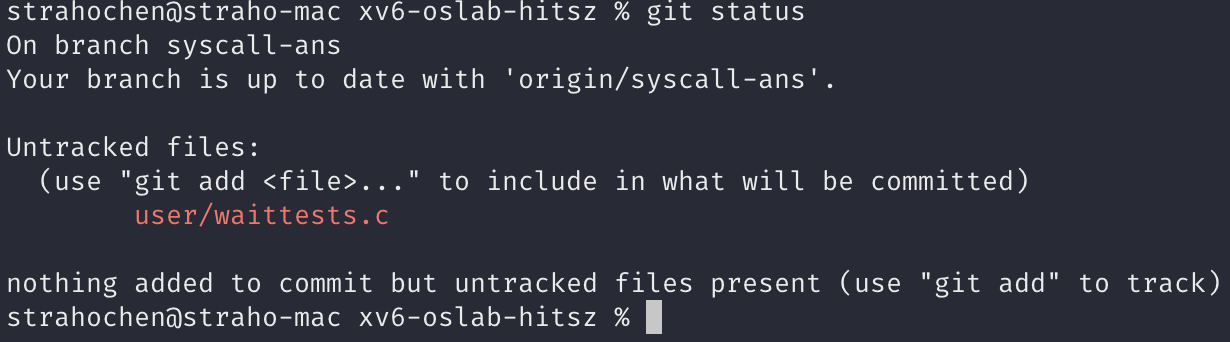 strahochen@straho-mac xv6-oslab-hitsz % git status
On branch syscall-ans
Your branch is up to date with 'origin/syscall-ans'.
Untracked files:
(use "git add <file>..." to include in what will be committed)
user/waittests.c
nothing added to commit but untracked files present (use "git add" to track)
strahochen@straho-mac xv6-oslab-hitsz %